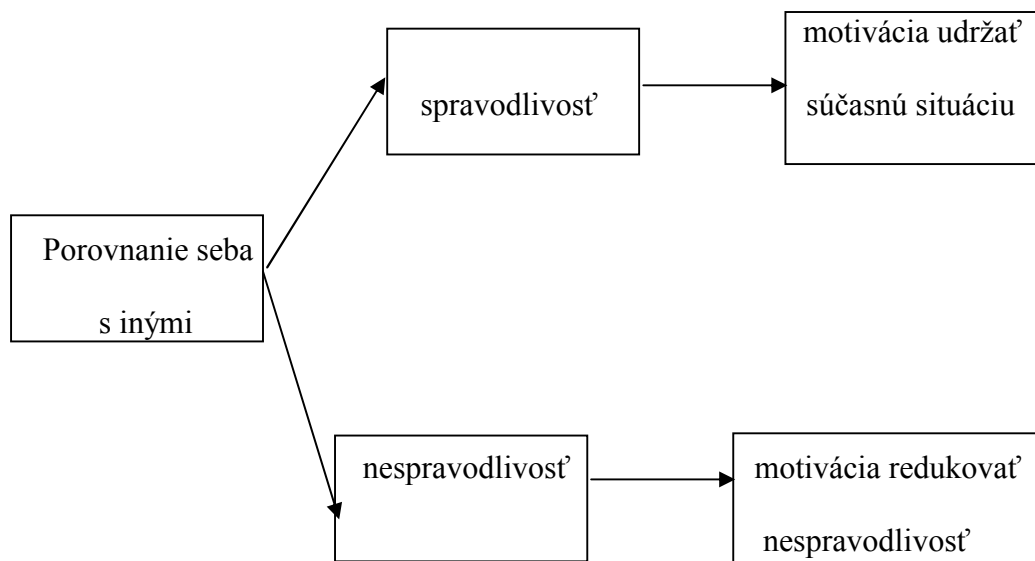 motivácia udržať
spravodlivosť
súčasnú situáciu
Porovnanie seba
s inými
nespravodlivosť
motivácia redukovať
nespravodlivosť